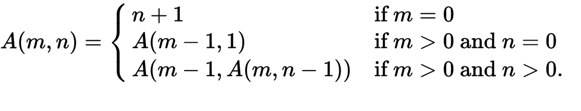 n + 1 if m = 0
A(m, n) = { A(m − 1, 1) if m > 0 and n = 0
A(m − 1, A(m, n − 1)) if m > 0 and n > 0.